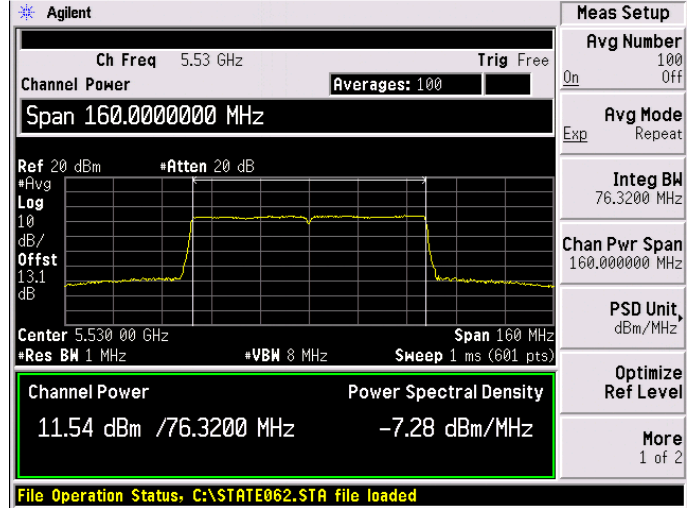 Agilent
Meas Setup
Ch Freq 5.53 GHz Trig Free
Channel Power Averages: 100
Span 160.0000000 MHz
Ref 20 dBm #Atten 20 dB
#Avg
Log
10
dB/
Offst
13.1
dB
Center 5.530 00 GHz Span 160 MHz
#Res BW 1 MHz #VBW 8 MHz Sweep 1 ms (601 pts)
Channel Power Power Spectral Density
11.54 dBm /76.3200 MHz -7.28 dBm/MHz
File Operation Status, C:\STATE062.STA file loaded
Avg Number
100
On Off
Avg Mode
Exp Repeat
Integ BW
76.3200 MHz
Chan Pwr Span
160.000000 MHz
PSD Unit
dBm/MHz
Optimize
Ref Level
More
1 of 2